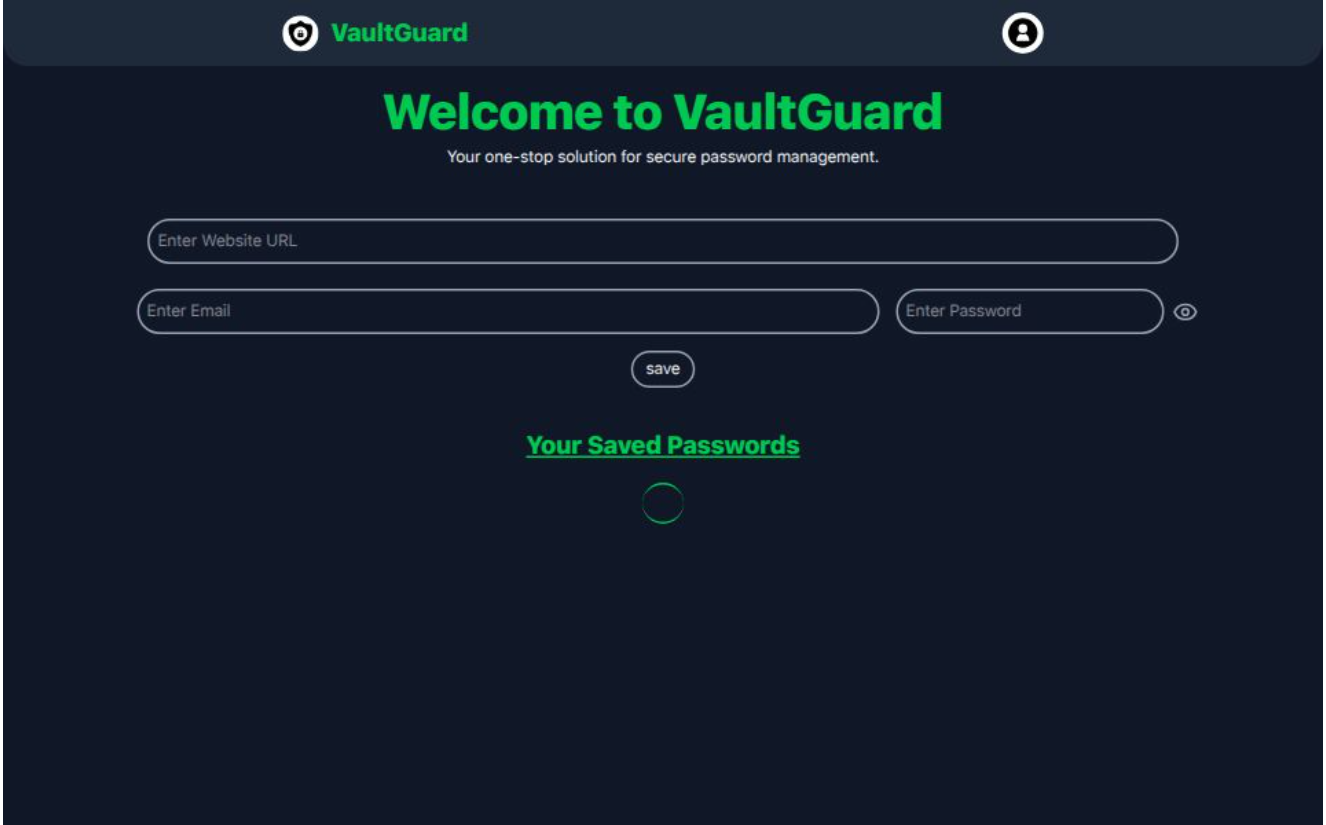 VaultGuard
Welcome to VaultGuard
Your one-stop solution for secure password management.
Enter Website URL
Enter Email
Enter Password
save
Your Saved Passwords